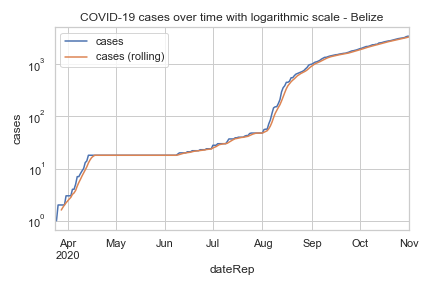 COVID-19 cases over time with logarithmic scale - Belize
cases
cases (rolling)
10³
10²
10¹
10⁰
cases
Apr May Jun Jul Aug Sep Oct Nov
2020
dateRep